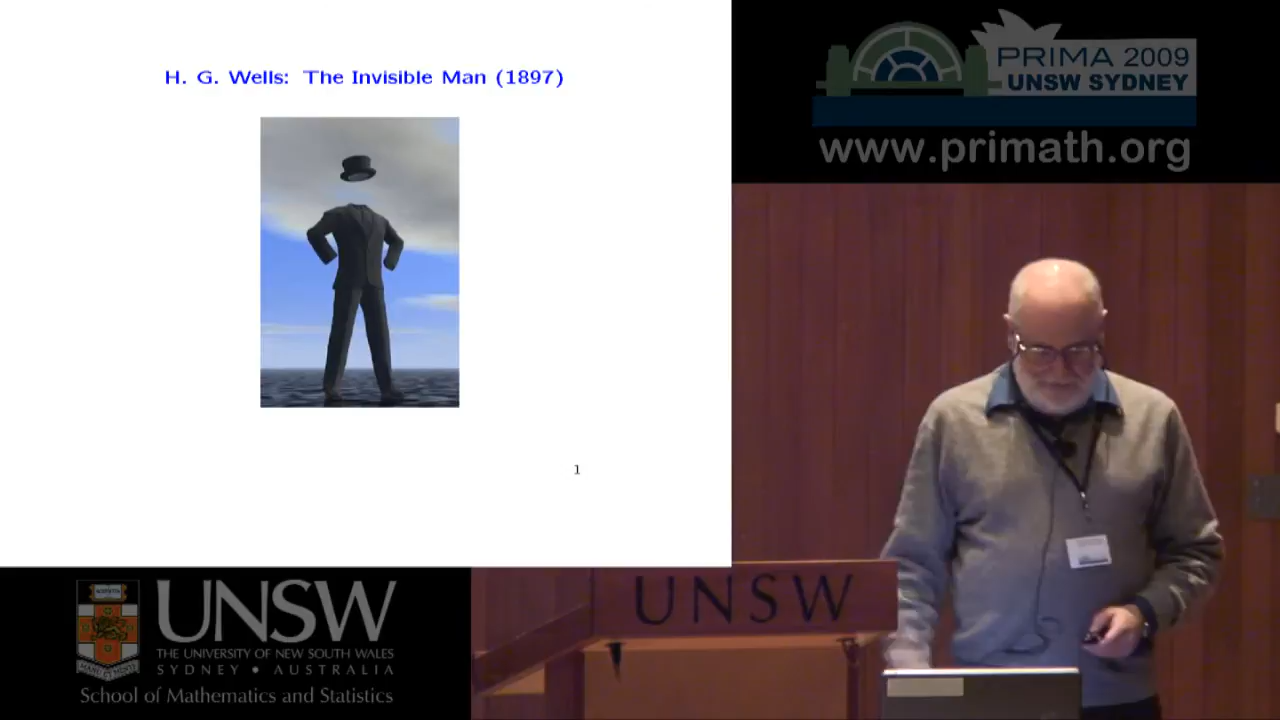 H. G. Wells: The Invisible Man (1897)
1
PRIMA 2009
UNSW SYDNEY
www.primath.org
UNSW
UNSW
THE UNIVERSITY OF NEW SOUTH WALES
SYDNEY • AUSTRALIA
School of Mathematics and Statistics